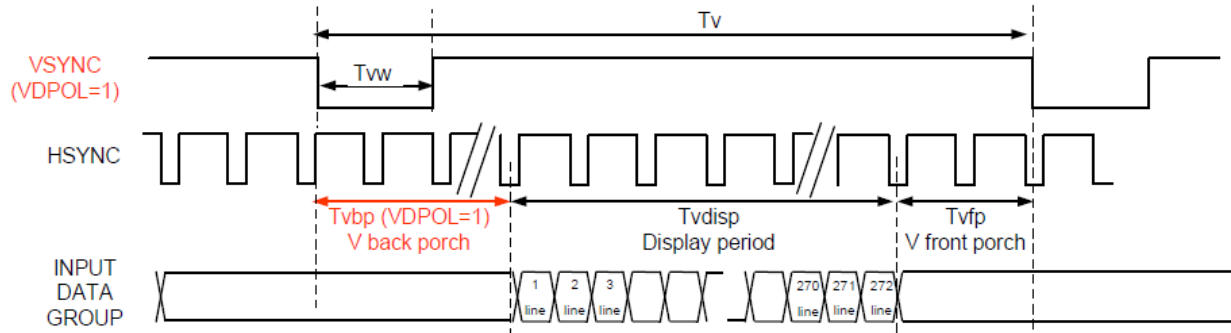 Tv
VSYNC
(VDPOL=1)
Tvw
HSYNC
Tvbp (VDPOL=1)
V back porch
Tvdisp
Display period
Tvfp
V front porch
INPUT
DATA
GROUP
1
line
2
line
3
line
270
line
271
line
272
line